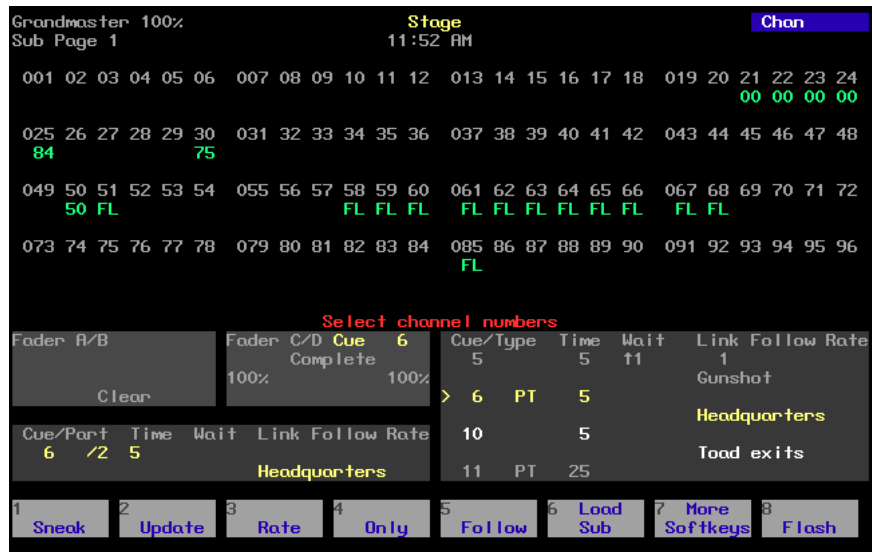 Grandmaster 100% Stage Chan
Sub Page 1 11:52 AM
001 02 03 04 05 06 007 08 09 10 11 12 013 14 15 16 17 18 019 20 21 22 23 24
00 00 00 00
025 26 27 28 29 30 031 32 33 34 35 36 037 38 39 40 41 42 043 44 45 46 47 48
84 75
049 50 51 52 53 54 055 56 57 58 59 60 061 62 63 64 65 66 067 68 69 70 71 72
50 FL FL FL FL FL FL FL FL FL FL FL FL
073 74 75 76 77 78 079 80 81 82 83 84 085 86 87 88 89 90 091 92 93 94 95 96
FL
Select channel numbers
Fader A/B
Clear
Fader C/D Cue 6
Complete
100% 100%
Cue/Part Time Wait Link Follow Rate
6 /2 5
Headquarters
Cue/Type Time Wait Link Follow Rate
5 5 ↑1 1
Gunshot
> 6 PT 5
Headquarters
10 5
Toad exits
11 PT 25
1 Sneak
2 Update
3 Rate
4 Only
5 Follow
6 Load
Sub
7 More
Softkeys
8 Flash